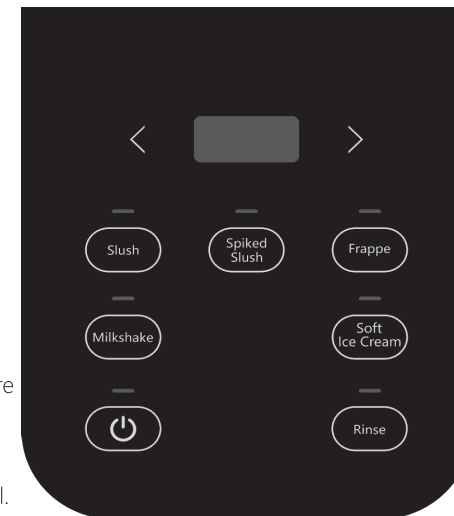 Slush
Spiked
Slush
Frappe
Milkshake
Soft
Ice Cream
Rinse